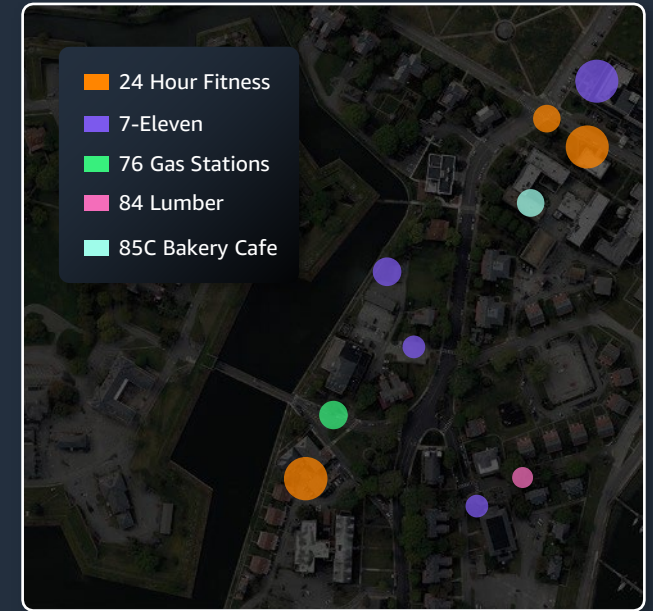 24 Hour Fitness
7-Eleven
76 Gas Stations
84 Lumber
85C Bakery Cafe